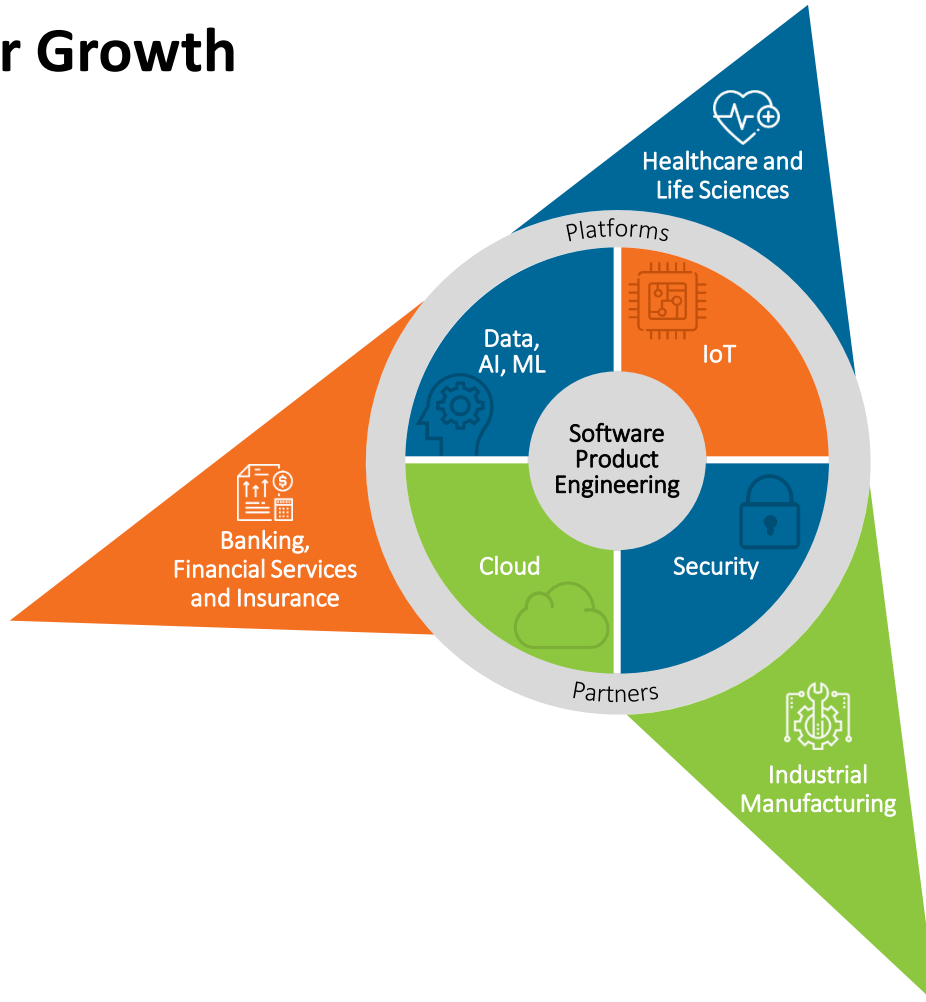 r Growth
Healthcare and
Life Sciences
Platforms
Data,
AI, ML
IoT
Software
Product
Engineering
Banking,
Financial Services
and Insurance
Cloud
Security
Partners
Industrial
Manufacturing